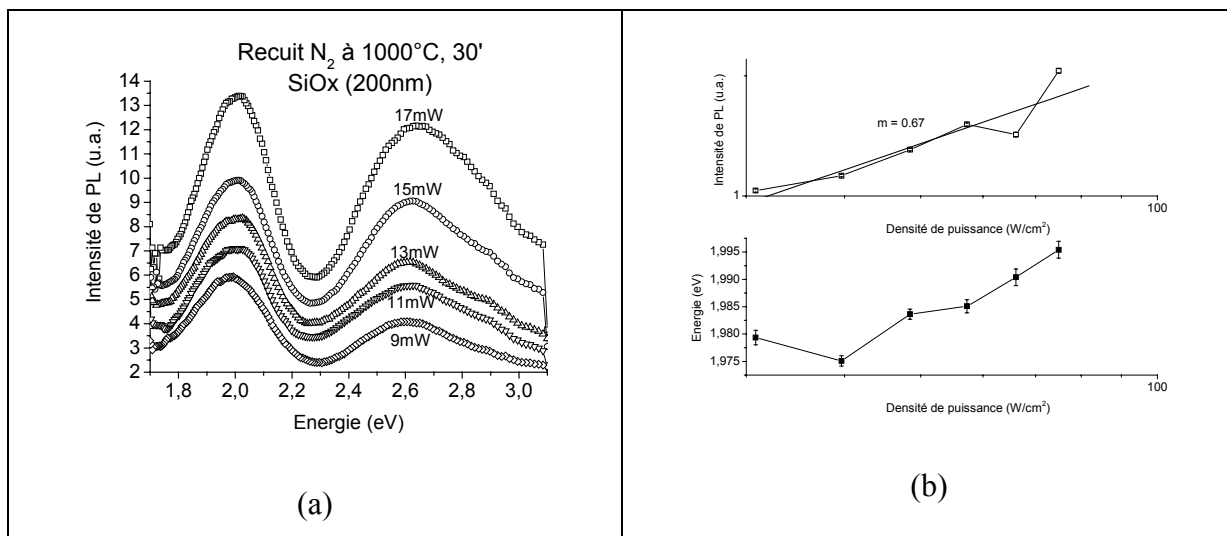 Recuit N₂ à 1000°C, 30'
SiOx (200nm)
Intensité de PL (u.a.)
14
13
12
11
10
9
8
7
6
5
4
3
2
17mW
15mW
13mW
11mW
9mW
1,8 2,0 2,2 2,4 2,6 2,8 3,0
Energie (eV)
(a)
Intensité de PL (u.a.)
m = 0.67
1
100
Densité de puissance (W/cm²)
Energie (eV)
1,995
1,990
1,985
1,980
1,975
100
Densité de puissance (W/cm²)
(b)